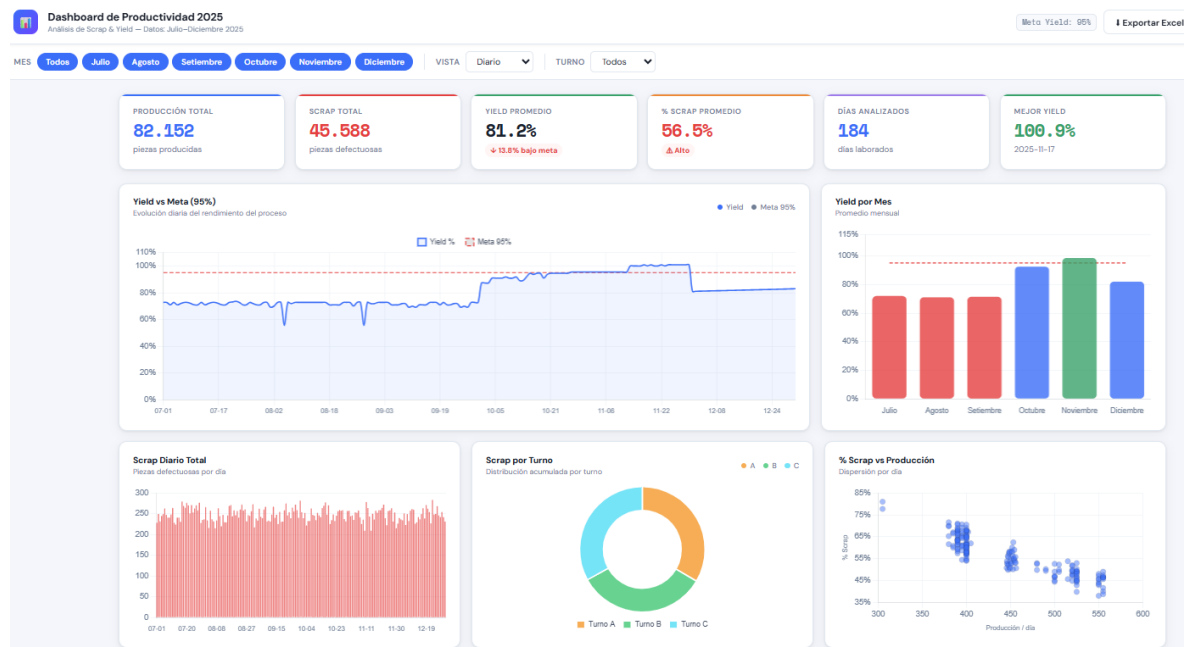 Dashboard de Productividad 2025
Análisis de Scrap & Yield — Datos: Julio–Diciembre 2025
Meta Yield: 95%
⬇ Exportar Excel
MES Todos Julio Agosto Setiembre Octubre Noviembre Diciembre VISTA Diario TURNO Todos
PRODUCCIÓN TOTAL
82.152
piezas producidas
SCRAP TOTAL
45.588
piezas defectuosas
YIELD PROMEDIO
81.2%
↓ 13.8% bajo meta
% SCRAP PROMEDIO
56.5%
⚠ Alto
DÍAS ANALIZADOS
184
días laborados
MEJOR YIELD
100.9%
2025-11-17
Yield vs Meta (95%)
Evolución diaria del rendimiento del proceso
Yield Meta 95%
Yield % Meta 95%
110%
100%
80%
60%
40%
20%
0%
07-01 07-17 08-02 08-18 09-03 09-19 10-05 10-21 11-06 11-22 12-08 12-24
Yield por Mes
Promedio mensual
115%
100%
80%
60%
40%
20%
0%
Julio Agosto Setiembre Octubre Noviembre Diciembre
Scrap Diario Total
Piezas defectuosas por día
300
250
200
150
100
50
0
07-01 07-20 08-08 08-27 09-15 10-04 10-23 11-11 11-30 12-19
Scrap por Turno
Distribución acumulada por turno
A B C
Turno A Turno B Turno C
% Scrap vs Producción
Dispersión por día
85%
75%
65%
55%
45%
35%
% Scrap
300 350 400 450 500 550 600
Producción / día